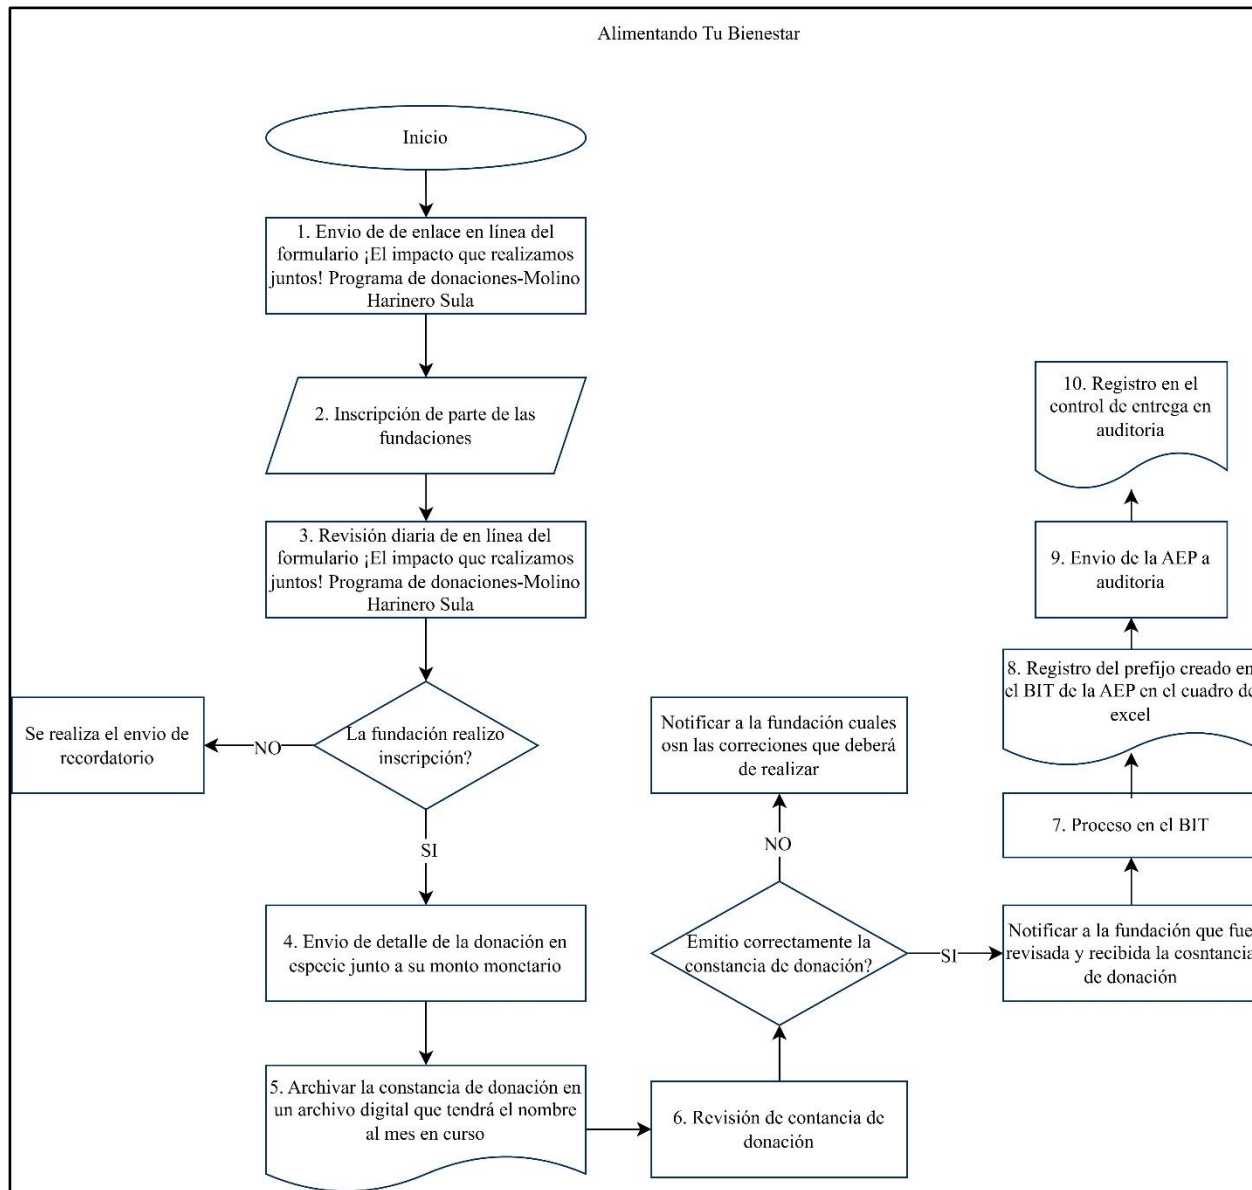 Alimentando Tu Bienestar
Inicio
1. Envio de de enlace en línea del
formulario ¡El impacto que realizamos
juntos! Programa de donaciones-Molino
Harinero Sula
2. Inscripción de parte de las
fundaciones
3. Revisión diaria de en línea del
formulario ¡El impacto que realizamos
juntos! Programa de donaciones-Molino
Harinero Sula
La fundación realizo
inscripción?
NO
Se realiza el envio de
recordatorio
SI
4. Envio de detalle de la donación en
especie junto a su monto monetario
5. Archivar la constancia de donación en
un archivo digital que tendrá el nombre
al mes en curso
6. Revisión de contancia de
donación
Emitio correctamente la
constancia de donación?
NO
Notificar a la fundación cuales
osn las correciones que deberá
de realizar
SI
Notificar a la fundación que fue
revisada y recibida la cosntancia
de donación
7. Proceso en el BIT
8. Registro del prefijo creado en
el BIT de la AEP en el cuadro de
excel
9. Envio de la AEP a
auditoria
10. Registro en el
control de entrega en
auditoria